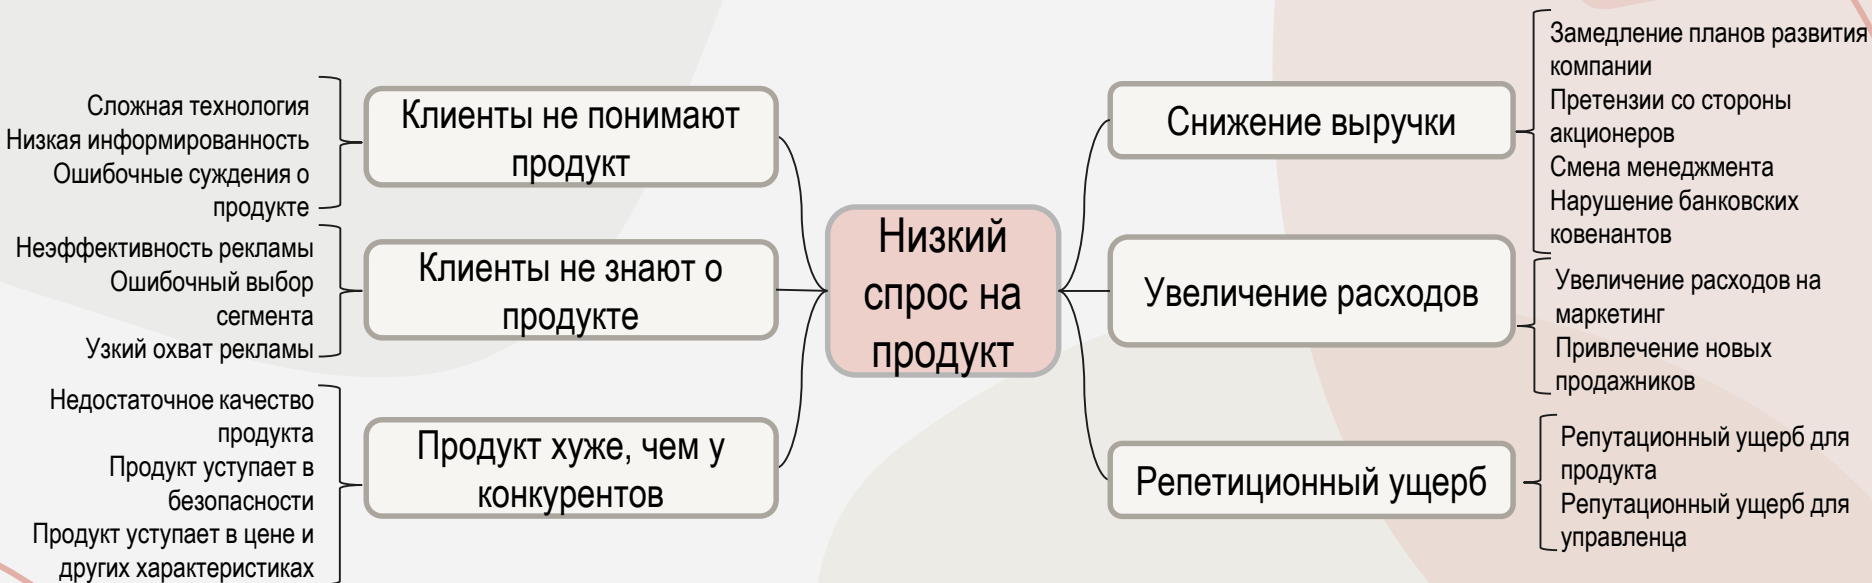 Сложная технология
Низкая информированность
Ошибочные суждения о
продукте
Клиенты не понимают
продукт
Неэффективность рекламы
Ошибочный выбор
сегмента
Узкий охват рекламы
Клиенты не знают о
продукте
Недостаточное качество
продукта
Продукт уступает в
безопасности
Продукт уступает в цене и
других характеристиках
Продукт хуже, чем у
конкурентов
Низкий
спрос на
продукт
Снижение выручки
Замедление планов развития
компании
Претензии со стороны
акционеров
Смена менеджмента
Нарушение банковских
ковенантов
Увеличение расходов
Увеличение расходов на
маркетинг
Привлечение новых
продажников
Репетиционный ущерб
Репутационный ущерб для
продукта
Репутационный ущерб для
управленца